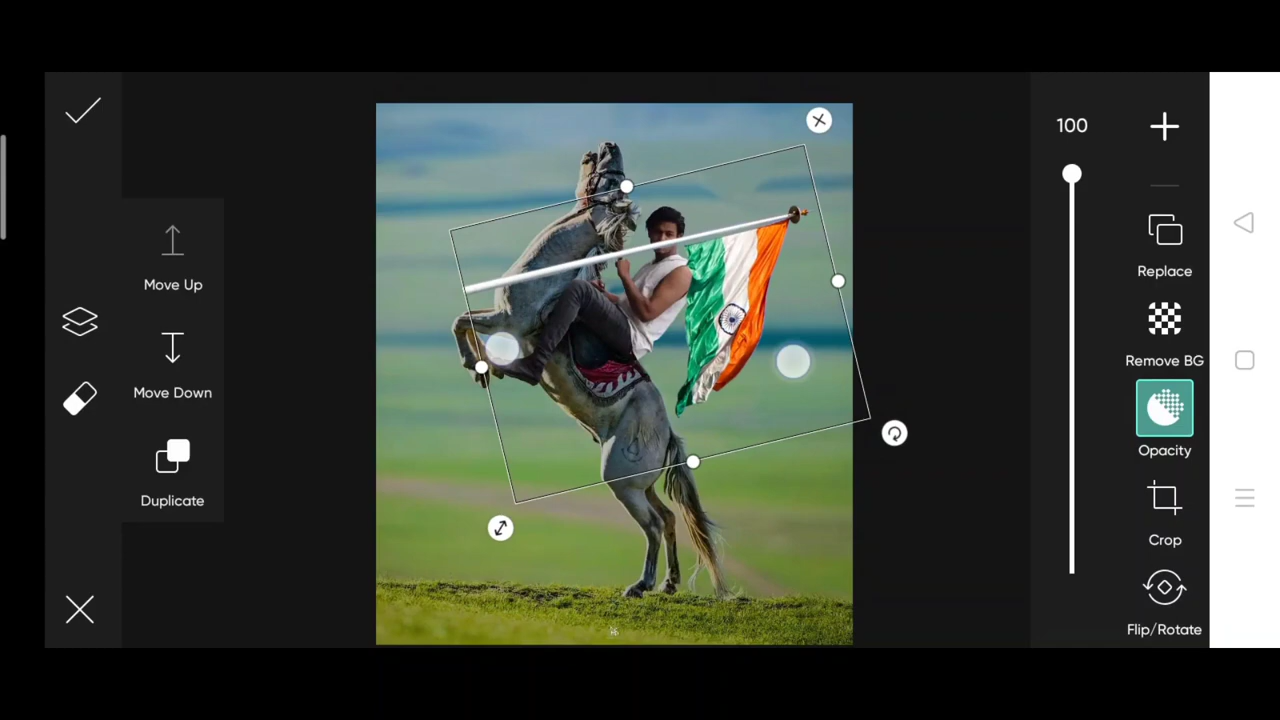 100
Move Up
Move Down
Duplicate
Replace
Remove BG
Opacity
Crop
Flip/Rotate